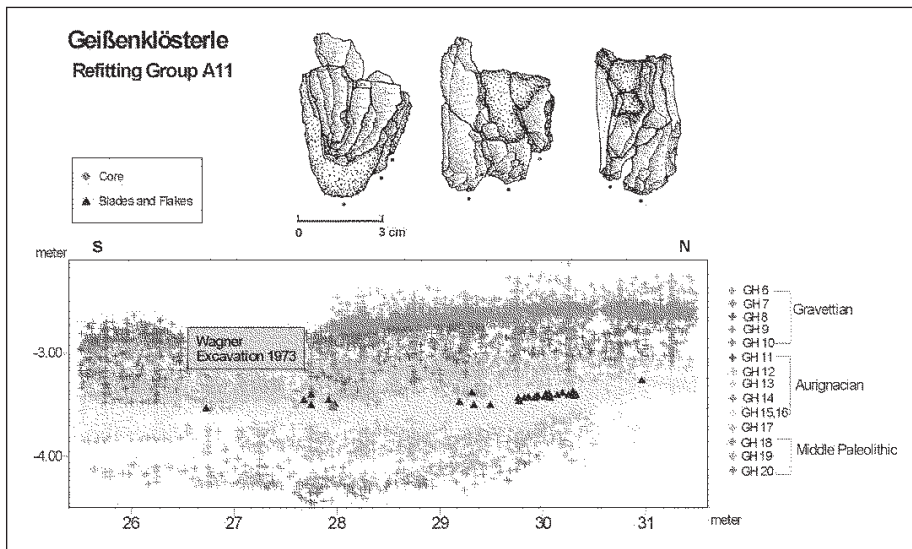 Geißenklösterle
Refitting Group A11
Core
Blades and Flakes
0 3 cm
meter
S
N
Wagner
Excavation 1973
-3.00
-4.00
26 27 28 29 30 31 meter
GH 6
GH 7
GH 8
GH 9
GH 10
GH 11
GH 12
GH 13
GH 14
GH 15,16
GH 17
GH 18
GH 19
GH 20
Gravettian
Aurignacian
Middle Paleolithic